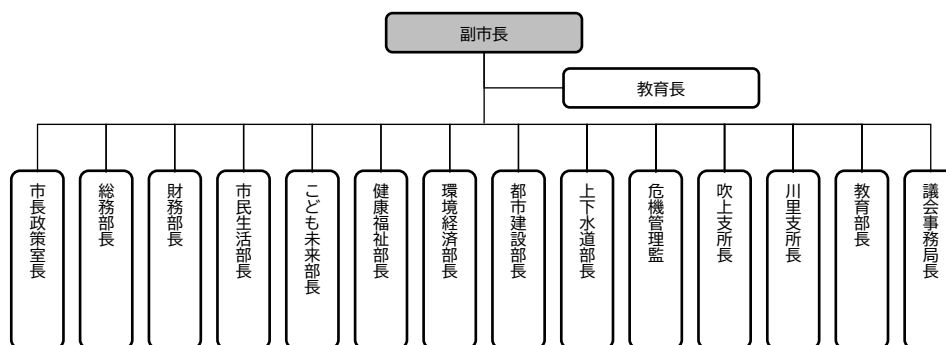 副市長
教育長
市長政策室長
総務部長
財務部長
市民生活部長
こども未来部長
健康福祉部長
環境経済部長
都市建設部長
上下水道部長
危機管理監
吹上支所長
川里支所長
教育部長
議会事務局長